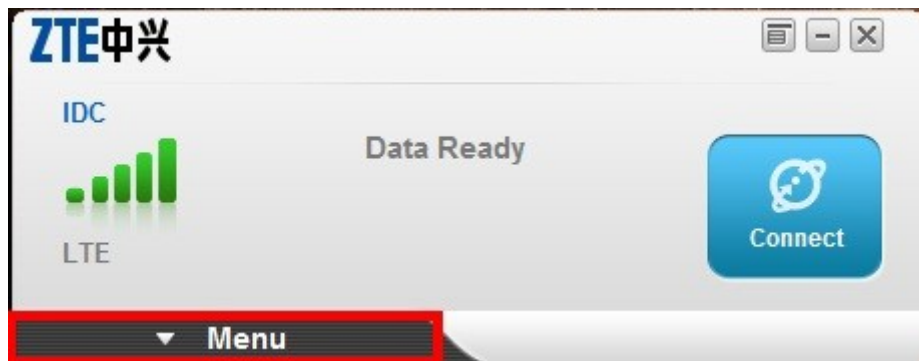 ZTE中兴
IDC
Data Ready
LTE
Connect
Menu